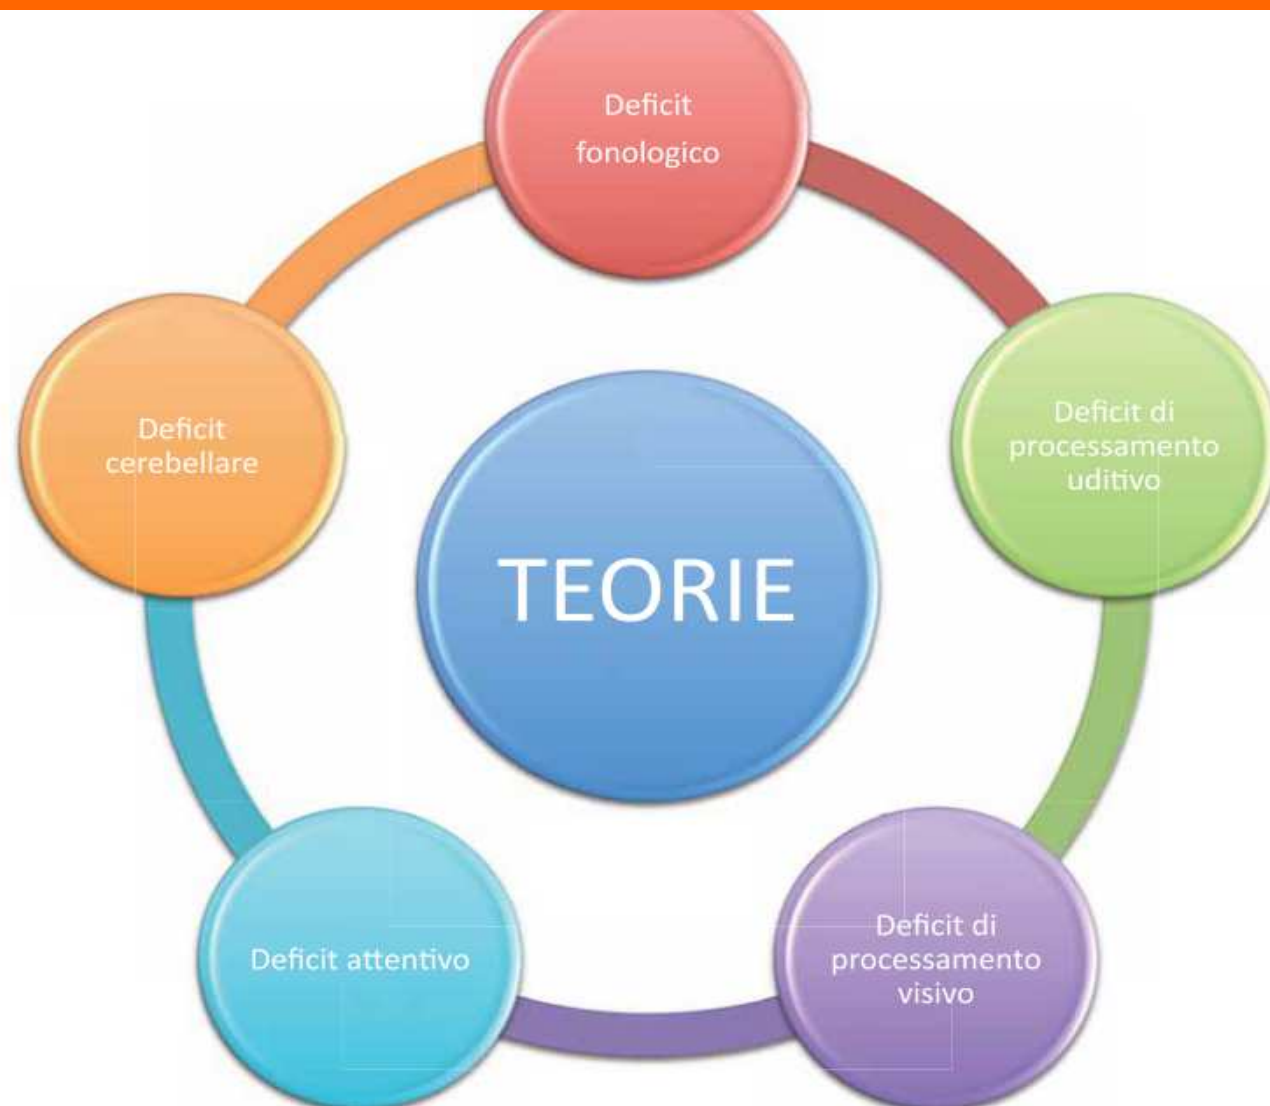 Deficit
fonologico
Deficit di
processamento
uditivo
Deficit di
processamento
visivo
Deficit attentivo
Deficit
cerebellare
TEORIE